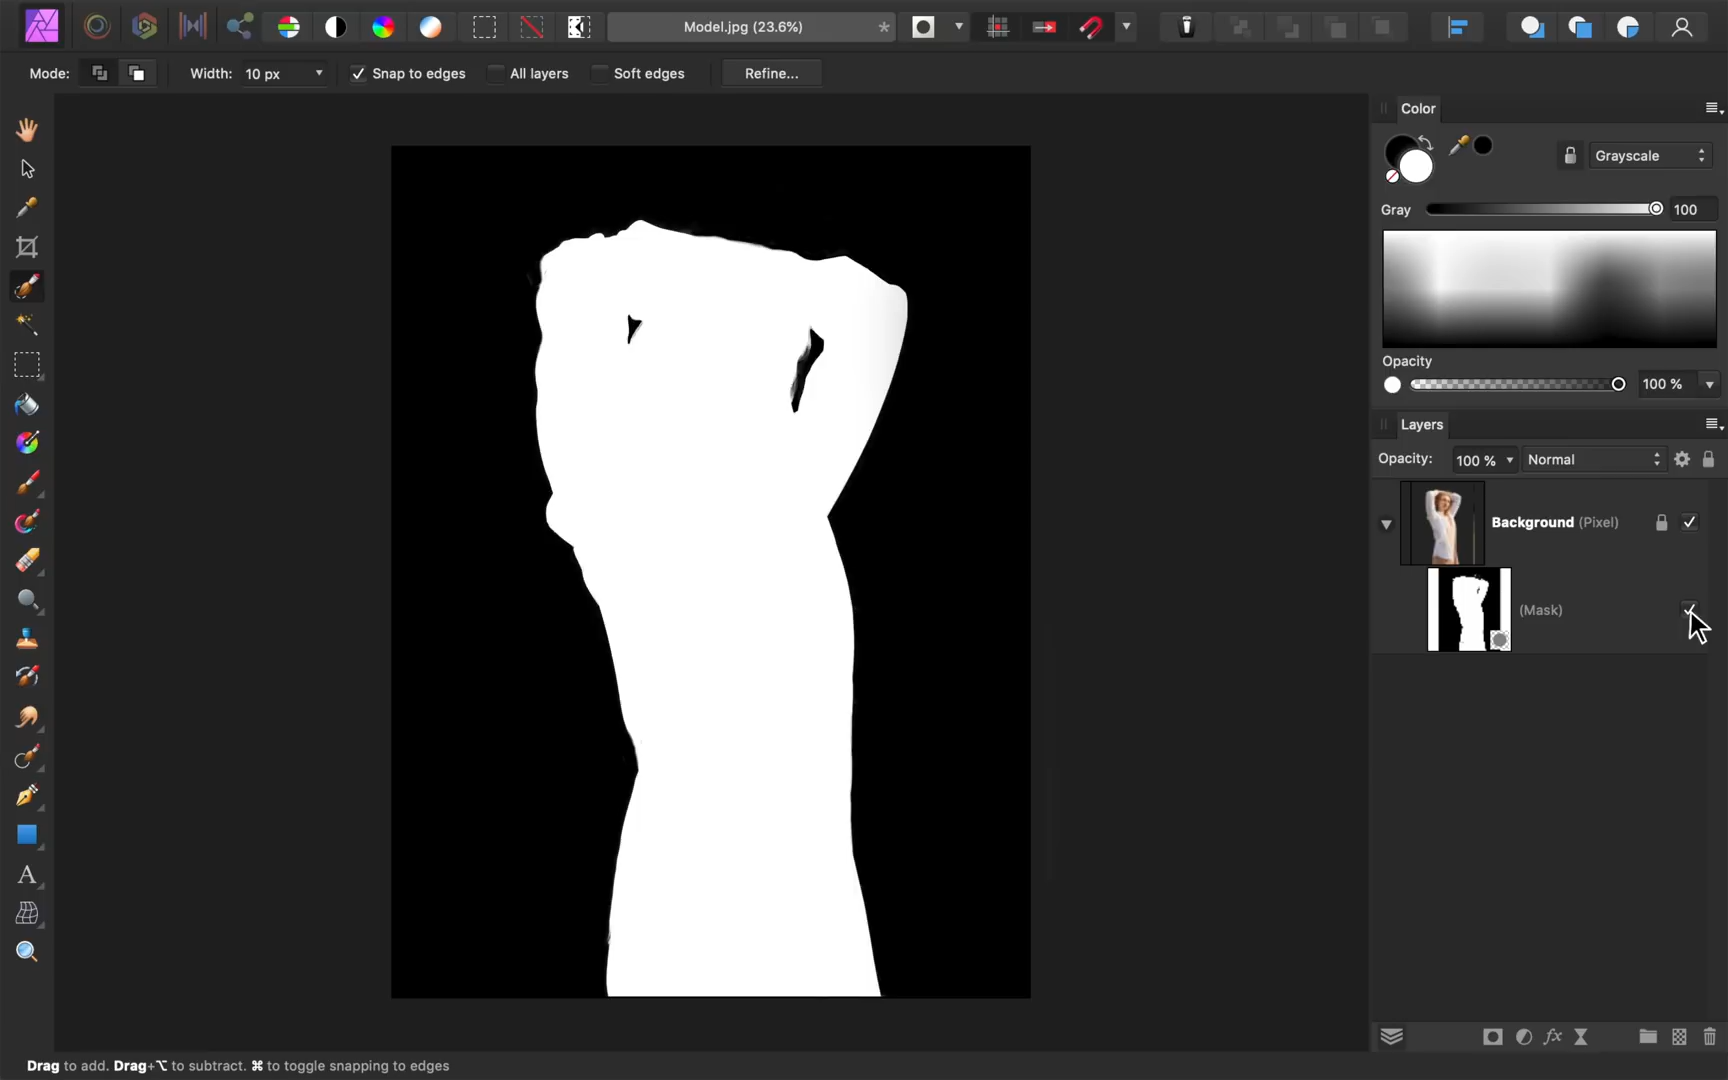 Model.jpg (23.6%)
*
Mode:
Width: 10 px
Snap to edges
All layers
Soft edges
Refine...
Color
Grayscale
Gray
100
Opacity
100 %
Layers
Opacity: 100 % Normal
Background (Pixel)
(Mask)
A
fx
Drag to add. Drag+⌥ to subtract. ⌘ to toggle snapping to edges